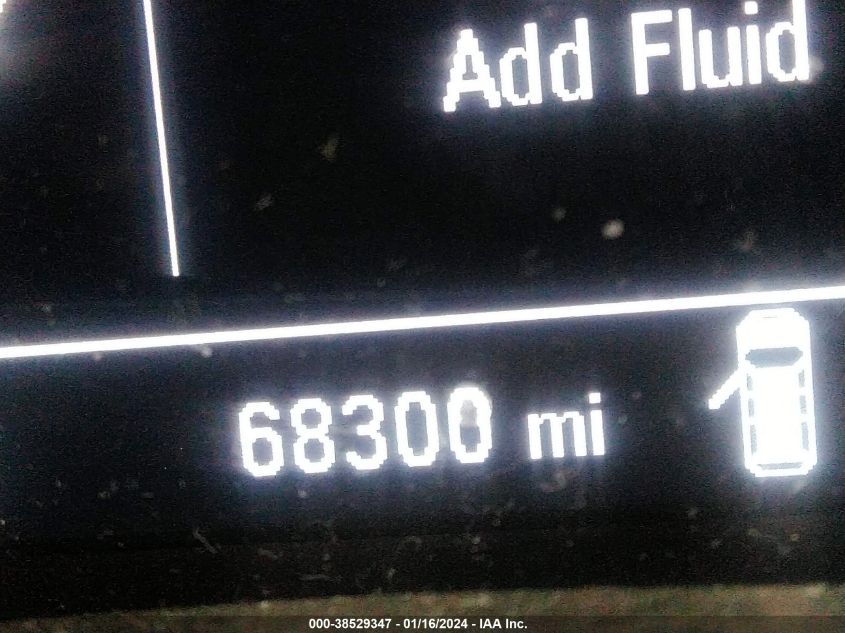 Add Fluid
68300 mi
000-38529347 - 01/16/2024 - IAA Inc.